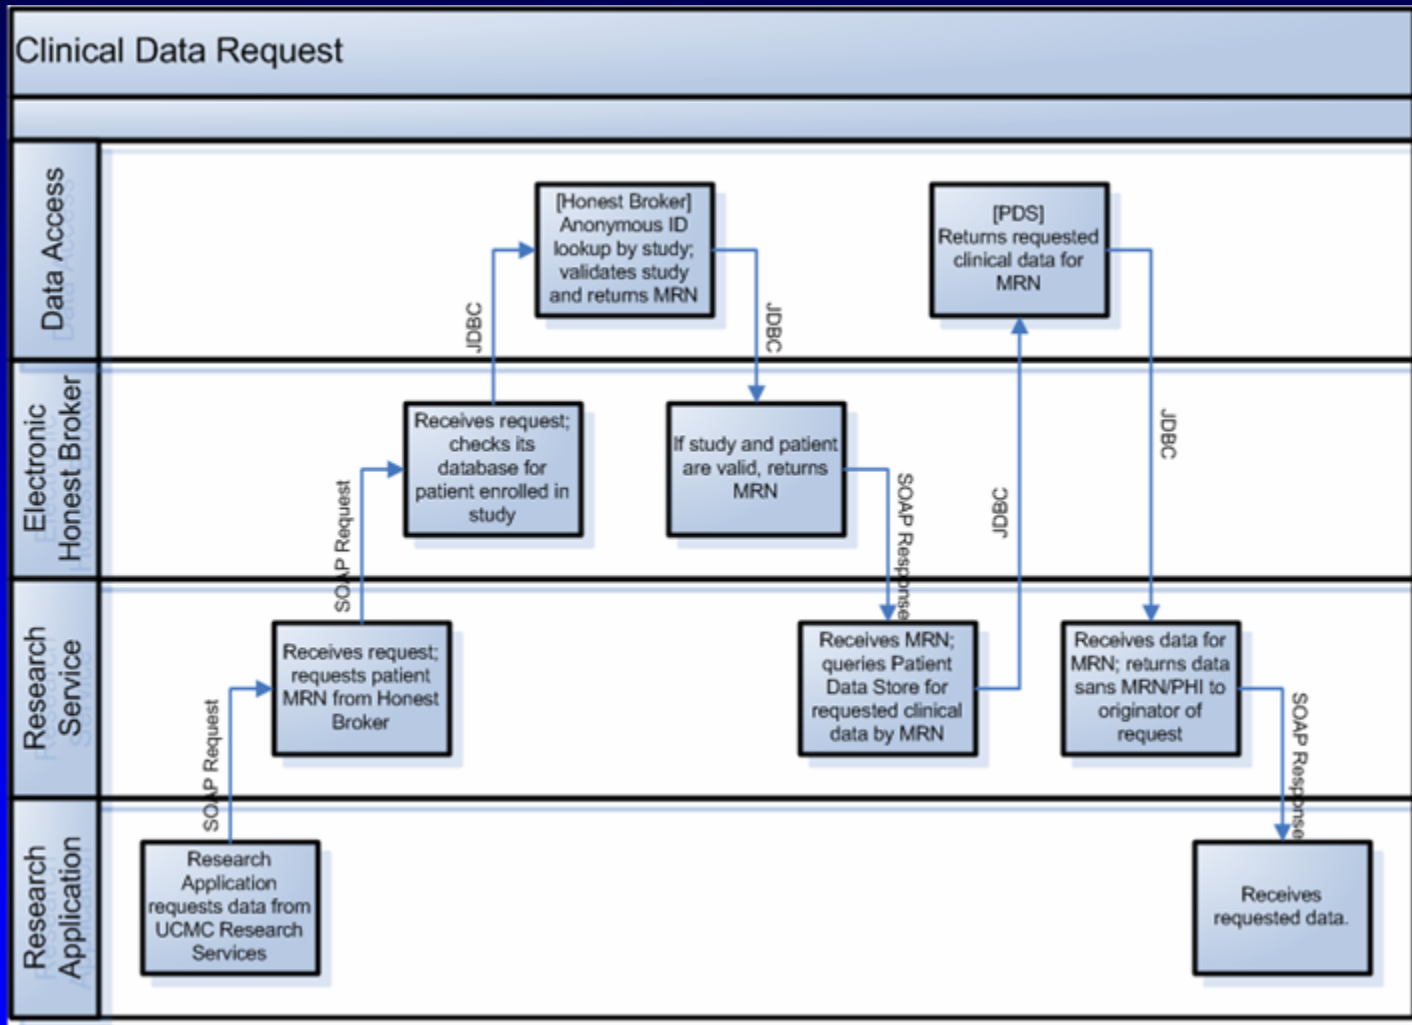 Clinical Data Request
Data Access
[Honest Broker]
Anonymous ID
lookup by study;
validates study
and returns MRN
[PDS]
Returns requested
clinical data for
MRN
JDBC
JDBC
Electronic
Honest Broker
Receives request;
checks its
database for
patient enrolled in
study
If study and patient
are valid, returns
MRN
JDBC
JDBC
SOAP Request
SOAP Response
Research
Service
Receives request;
requests patient
MRN from Honest
Broker
Receives MRN;
queries Patient
Data Store for
requested clinical
data by MRN
Receives data for
MRN; returns data
sans MRN/PHI to
originator of
request
SOAP Request
SOAP Response
Research
Application
Research
Application
requests data from
UCMC Research
Services
Receives
requested data.